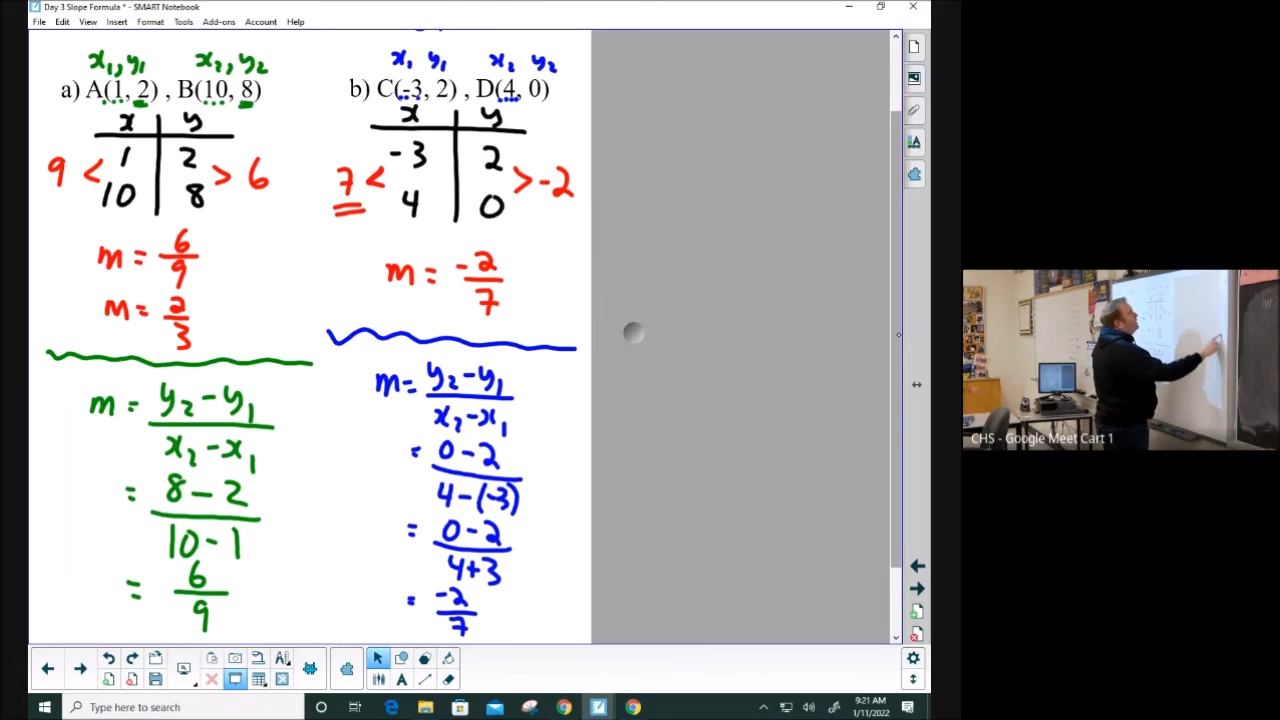 Day 3 Slope Formula * - SMART Notebook
File Edit View Insert Format Tools Add-ons Account Help
x₁, y₁ x₂, y₂
a) A(1, 2) , B(10, 8)
x y
1 2
10 8
9 < > 6
m = 6/9
m = 2/3
m = y₂ - y₁ / x₂ - x₁
= 8 - 2 / 10 - 1
= 6/9
x₁ y₁ x₂ y₂
b) C(-3, 2) , D(4, 0)
x y
-3 2
4 0
7 < > -2
m = -2/7
m = y₂ - y₁ / x₂ - x₁
= 0 - 2 / 4 - (-3)
= 0 - 2 / 4 + 3
= -2/7
CHS - Google Meet Cart 1
Type here to search
9:21 AM
1/11/2022